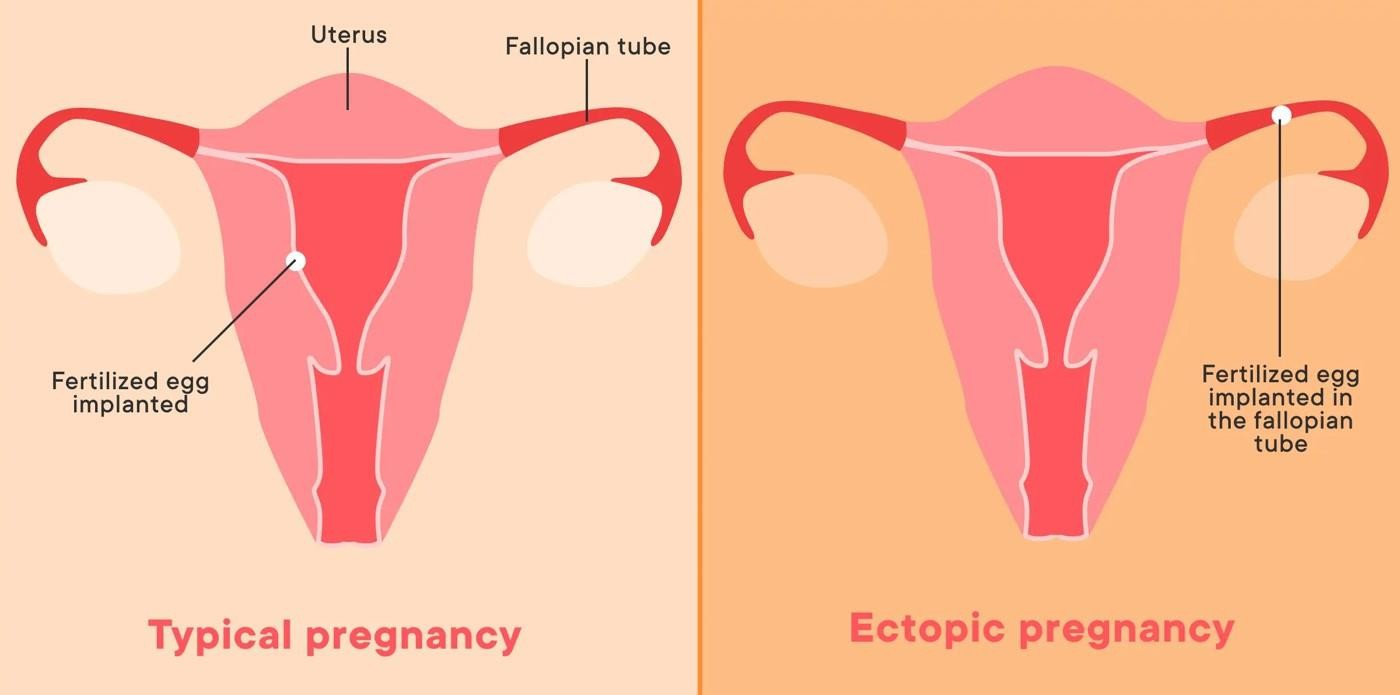 Uterus
Fallopian tube
Fertilized egg
implanted
Typical pregnancy
Fertilized egg
implanted in
the fallopian
tube
Ectopic pregnancy